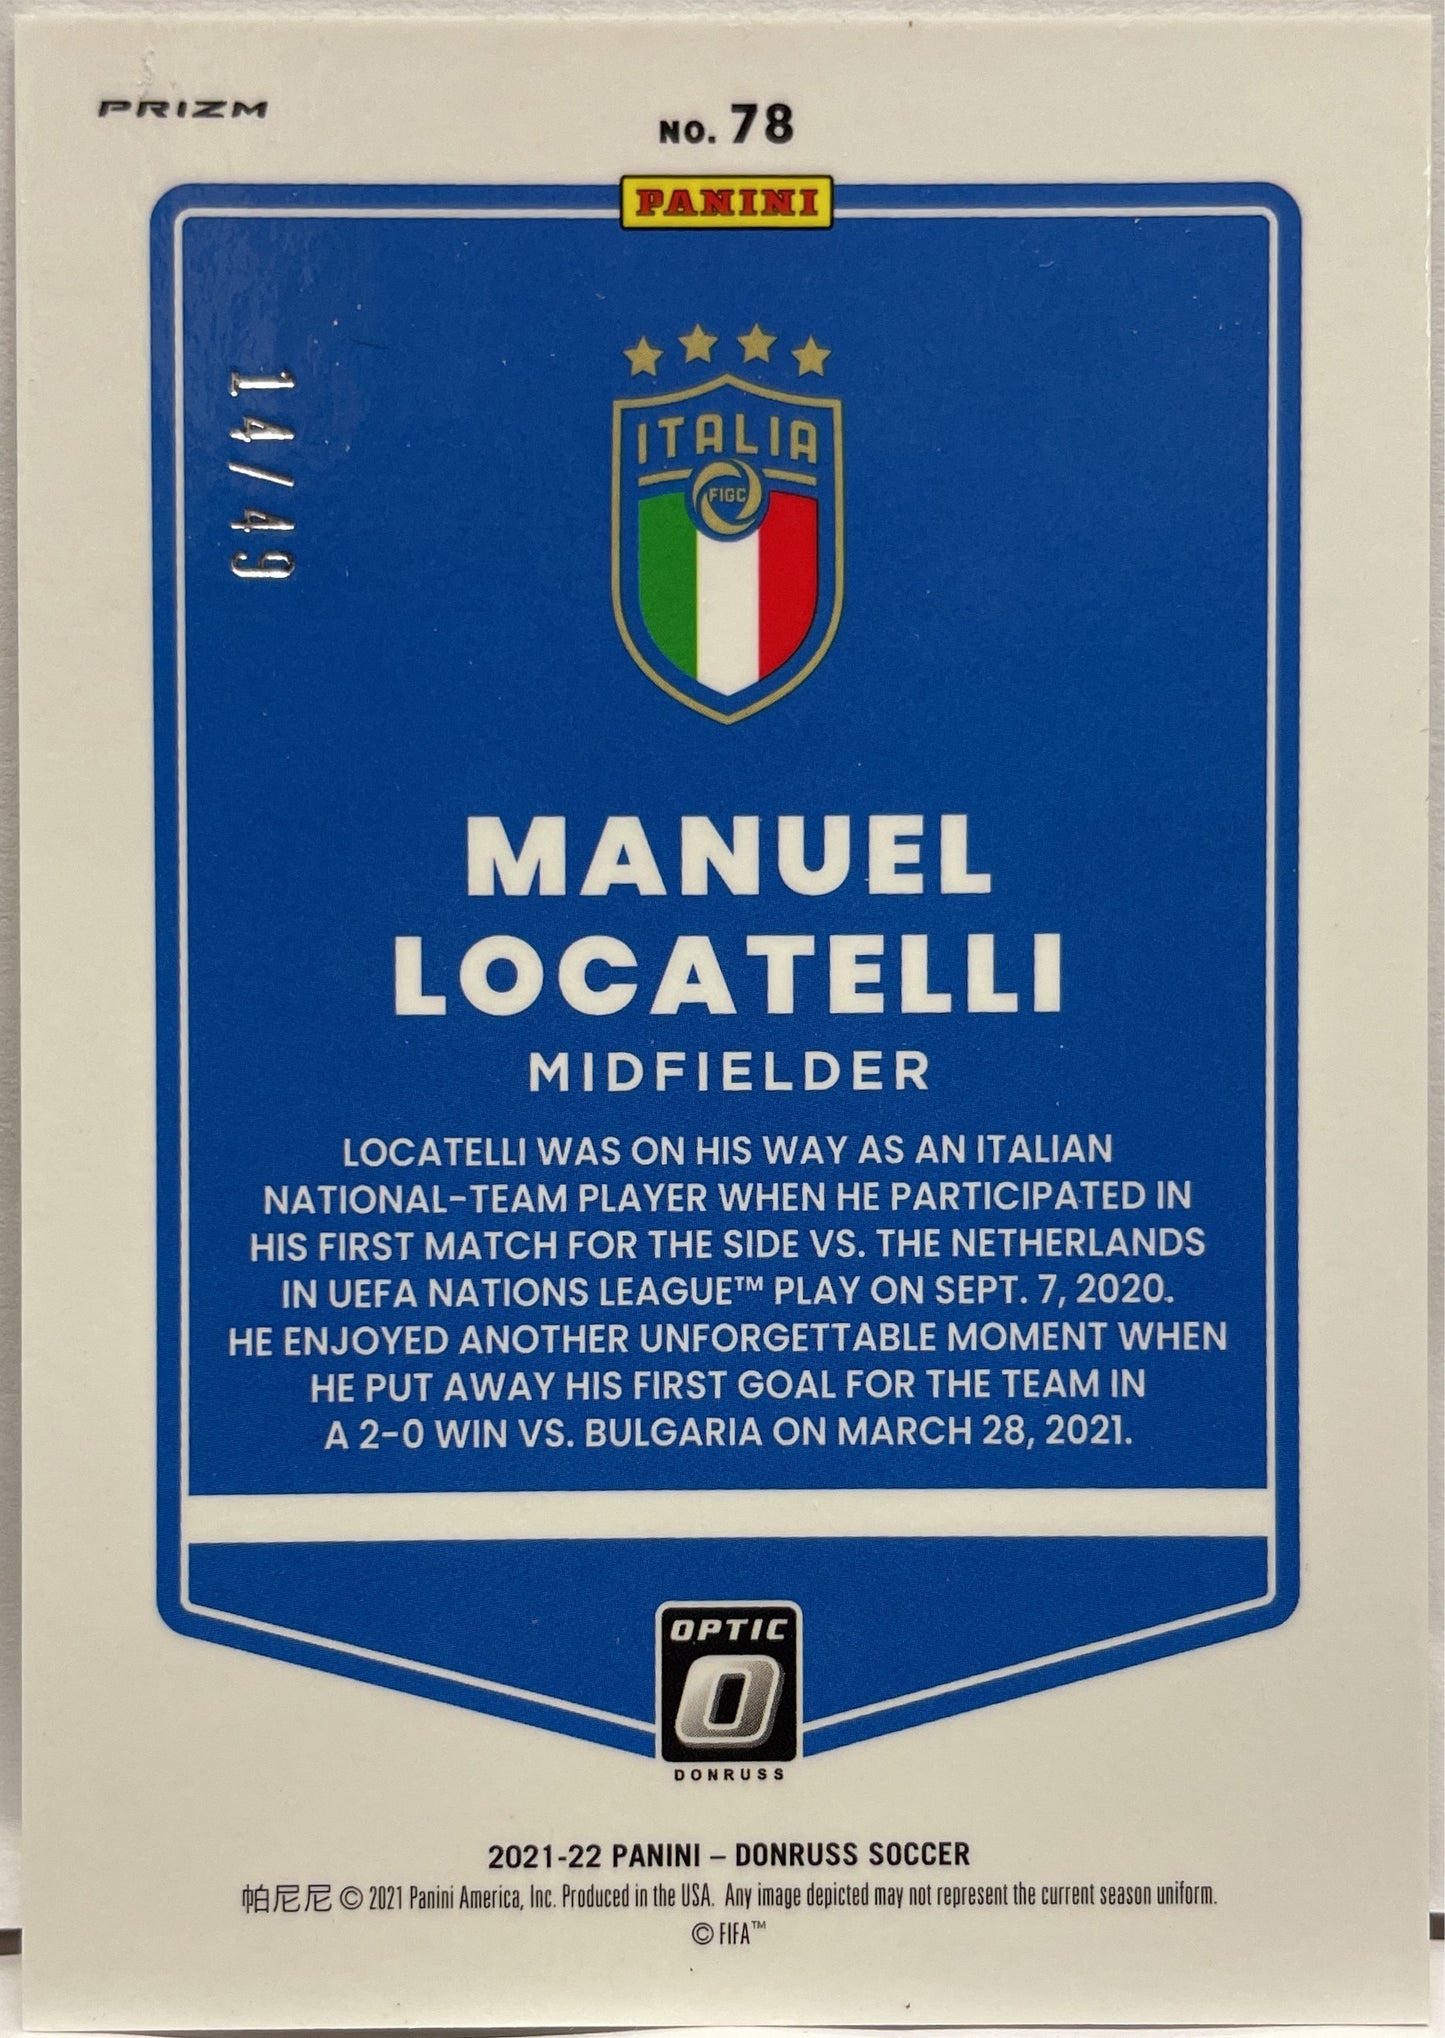 PRIZM
NO. 78
PANINI
14/49
ITALIA
FIGC
MANUEL
LOCATELLI
MIDFIELDER
LOCATELLI WAS ON HIS WAY AS AN ITALIAN
NATIONAL-TEAM PLAYER WHEN HE PARTICIPATED IN
HIS FIRST MATCH FOR THE SIDE VS. THE NETHERLANDS
IN UEFA NATIONS LEAGUE™ PLAY ON SEPT. 7, 2020.
HE ENJOYED ANOTHER UNFORGETTABLE MOMENT WHEN
HE PUT AWAY HIS FIRST GOAL FOR THE TEAM IN
A 2-0 WIN VS. BULGARIA ON MARCH 28, 2021.
OPTIC
O
DONRUSS
2021-22 PANINI – DONRUSS SOCCER
帕尼尼 © 2021 Panini America, Inc. Produced in the USA. Any image depicted may not represent the current season uniform.
© FIFA™